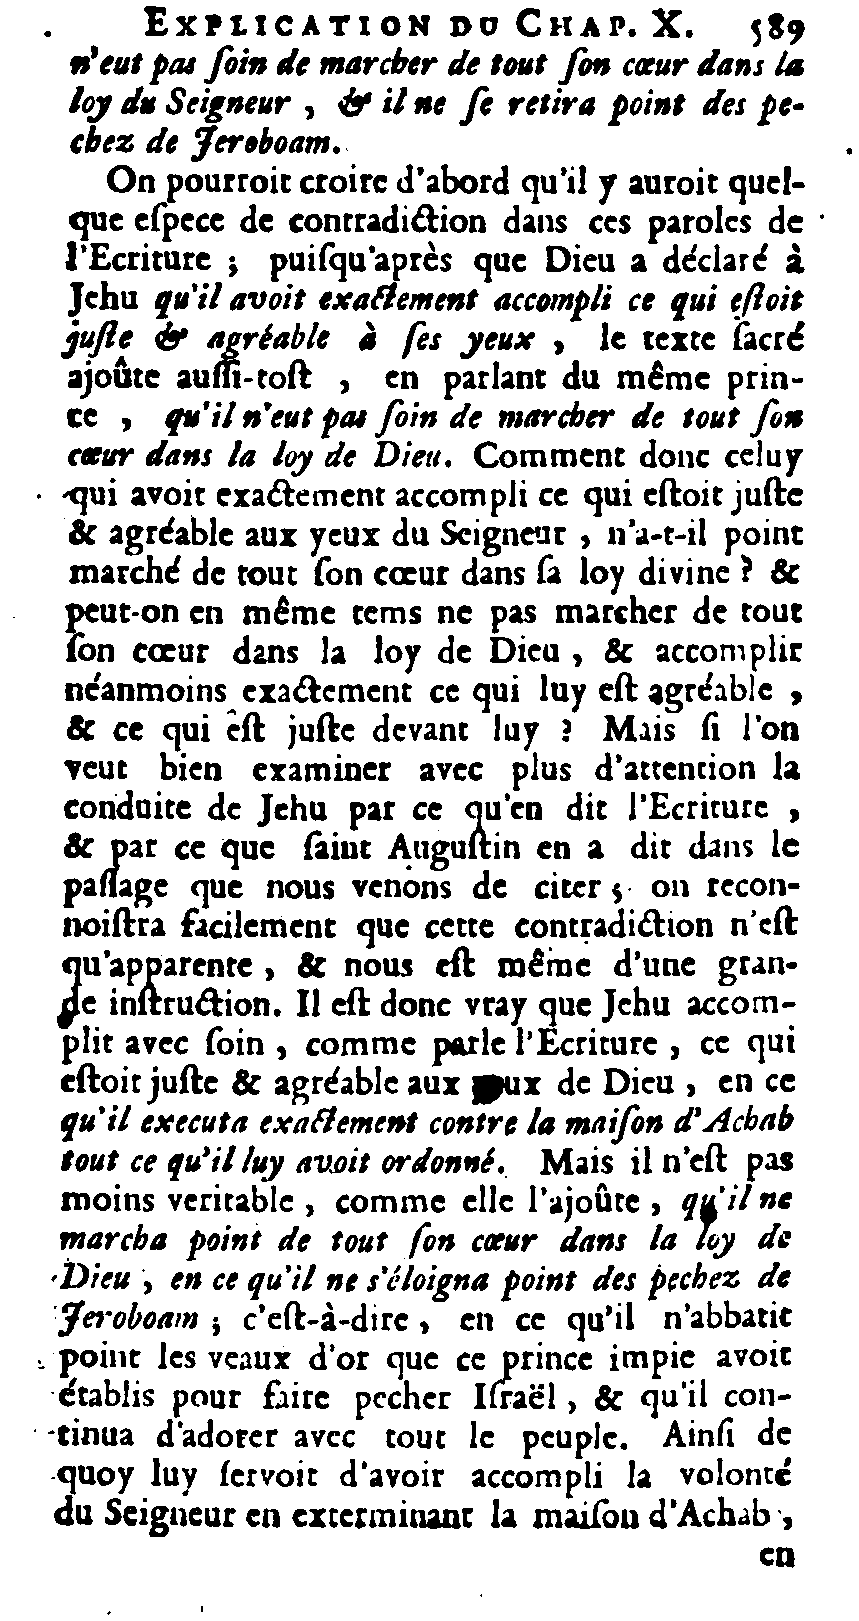 EXPLICATION DU CHAP. X. 589
n'eut pas ſoin de marcher de tout ſon cœur dans la
loy du Seigneur, & il ne ſe retira point des pe-
chez de Jeroboam.
On pourroit croire d'abord qu'il y auroit quel-
que eſpece de contradiction dans ces paroles de
l'Ecriture ; puiſqu'après que Dieu a déclaré à
Jehu qu'il avoit exactement accompli ce qui eſtoit
juſte & agréable à ſes yeux, le texte ſacré
ajoûte auſſi-toſt, en parlant du même prin-
ce, qu'il n'eut pas ſoin de marcher de tout ſon
cœur dans la loy de Dieu. Comment donc celuy
qui avoit exactement accompli ce qui eſtoit juſte
& agréable aux yeux du Seigneur, n'a-t-il point
marché de tout ſon cœur dans ſa loy divine ? &
peut-on en même tems ne pas marcher de tout
ſon cœur dans la loy de Dieu, & accomplir
néanmoins exactement ce qui luy eſt agréable,
& ce qui eſt juſte devant luy ? Mais ſi l'on
veut bien examiner avec plus d'attention la
conduite de Jehu par ce qu'en dit l'Ecriture,
& par ce que ſaint Auguſtin en a dit dans le
paſſage que nous venons de citer ; on recon-
noiſtra facilement que cette contradiction n'eſt
qu'apparente, & nous eſt même d'une gran-
de inſtruction. Il eſt donc vray que Jehu accom-
plit avec ſoin, comme parle l'Ecriture, ce qui
eſtoit juſte & agréable aux yeux de Dieu, en ce
qu'il executa exactement contre la maiſon d'Achab
tout ce qu'il luy avoit ordonné. Mais il n'eſt pas
moins veritable, comme elle l'ajoûte, qu'il ne
marcha point de tout ſon cœur dans la loy de
Dieu, en ce qu'il ne s'éloigna point des pechez de
Jeroboam ; c'eſt-à-dire, en ce qu'il n'abbatit
point les veaux d'or que ce prince impie avoit
établis pour faire pecher Iſraël, & qu'il con-
tinua d'adorer avec tout le peuple. Ainſi de
quoy luy ſervoit d'avoir accompli la volonté
du Seigneur en exterminant la maiſon d'Achab,
en